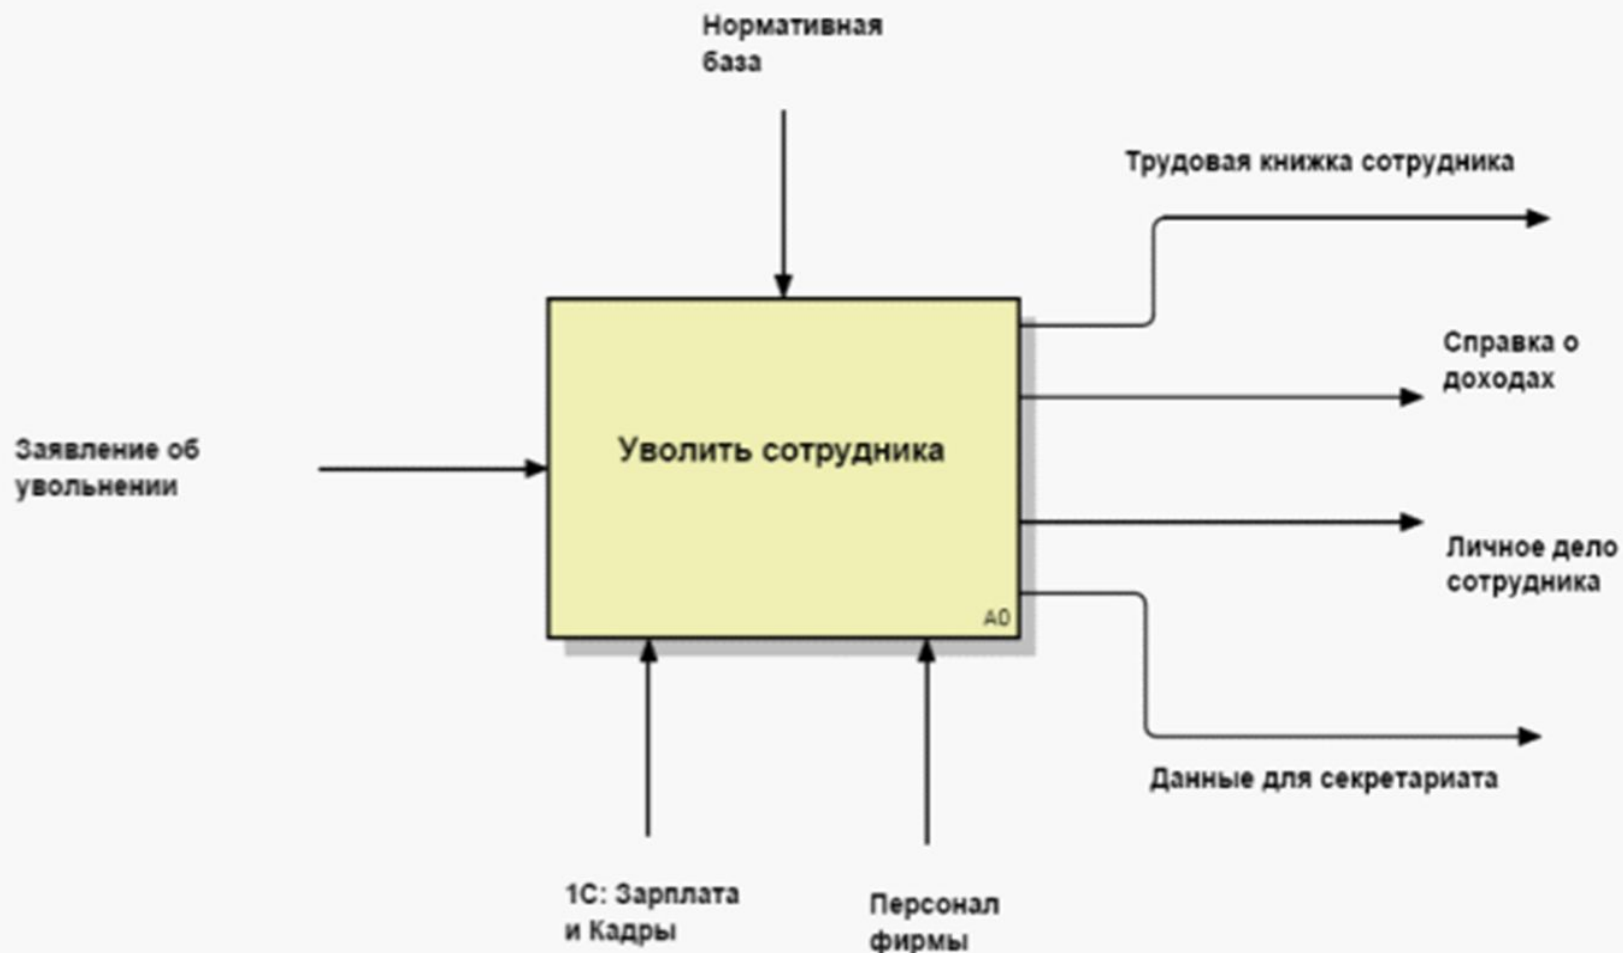 Нормативная
база
Трудовая книжка сотрудника
Справка о
доходах
Заявление об
увольнении
Уволить сотрудника
Личное дело
сотрудника
A0
Данные для секретариата
1С: Зарплата
и Кадры
Персонал
фирмы